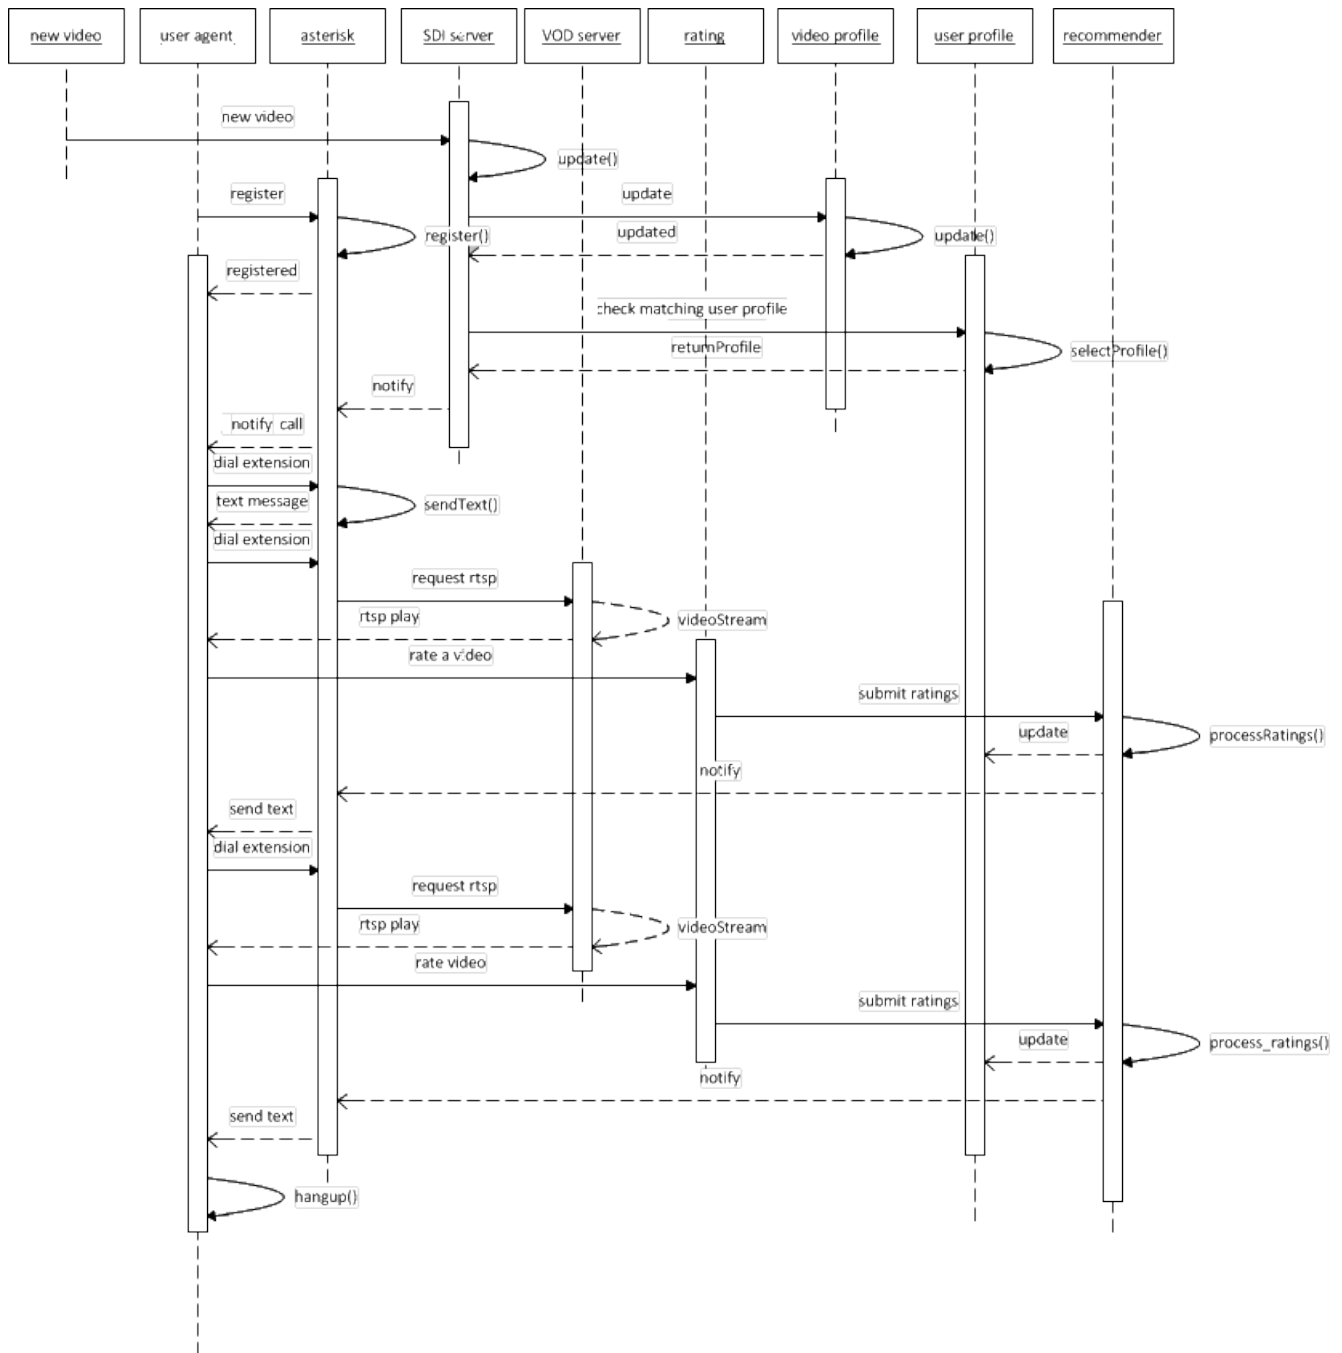 new video
user agent
asterisk
SDI server
VOD server
rating
video profile
user profile
recommender
new video
update()
register
update
register()
updated
update()
registered
check matching user profile
returnProfile
selectProfile()
notify
notify call
dial extension
text message
sendText()
dial extension
request rtsp
rtsp play
videoStream
rate a video
submit ratings
update
processRatings()
notify
send text
dial extension
request rtsp
rtsp play
videoStream
rate video
submit ratings
update
process_ratings()
notify
send text
hangup()